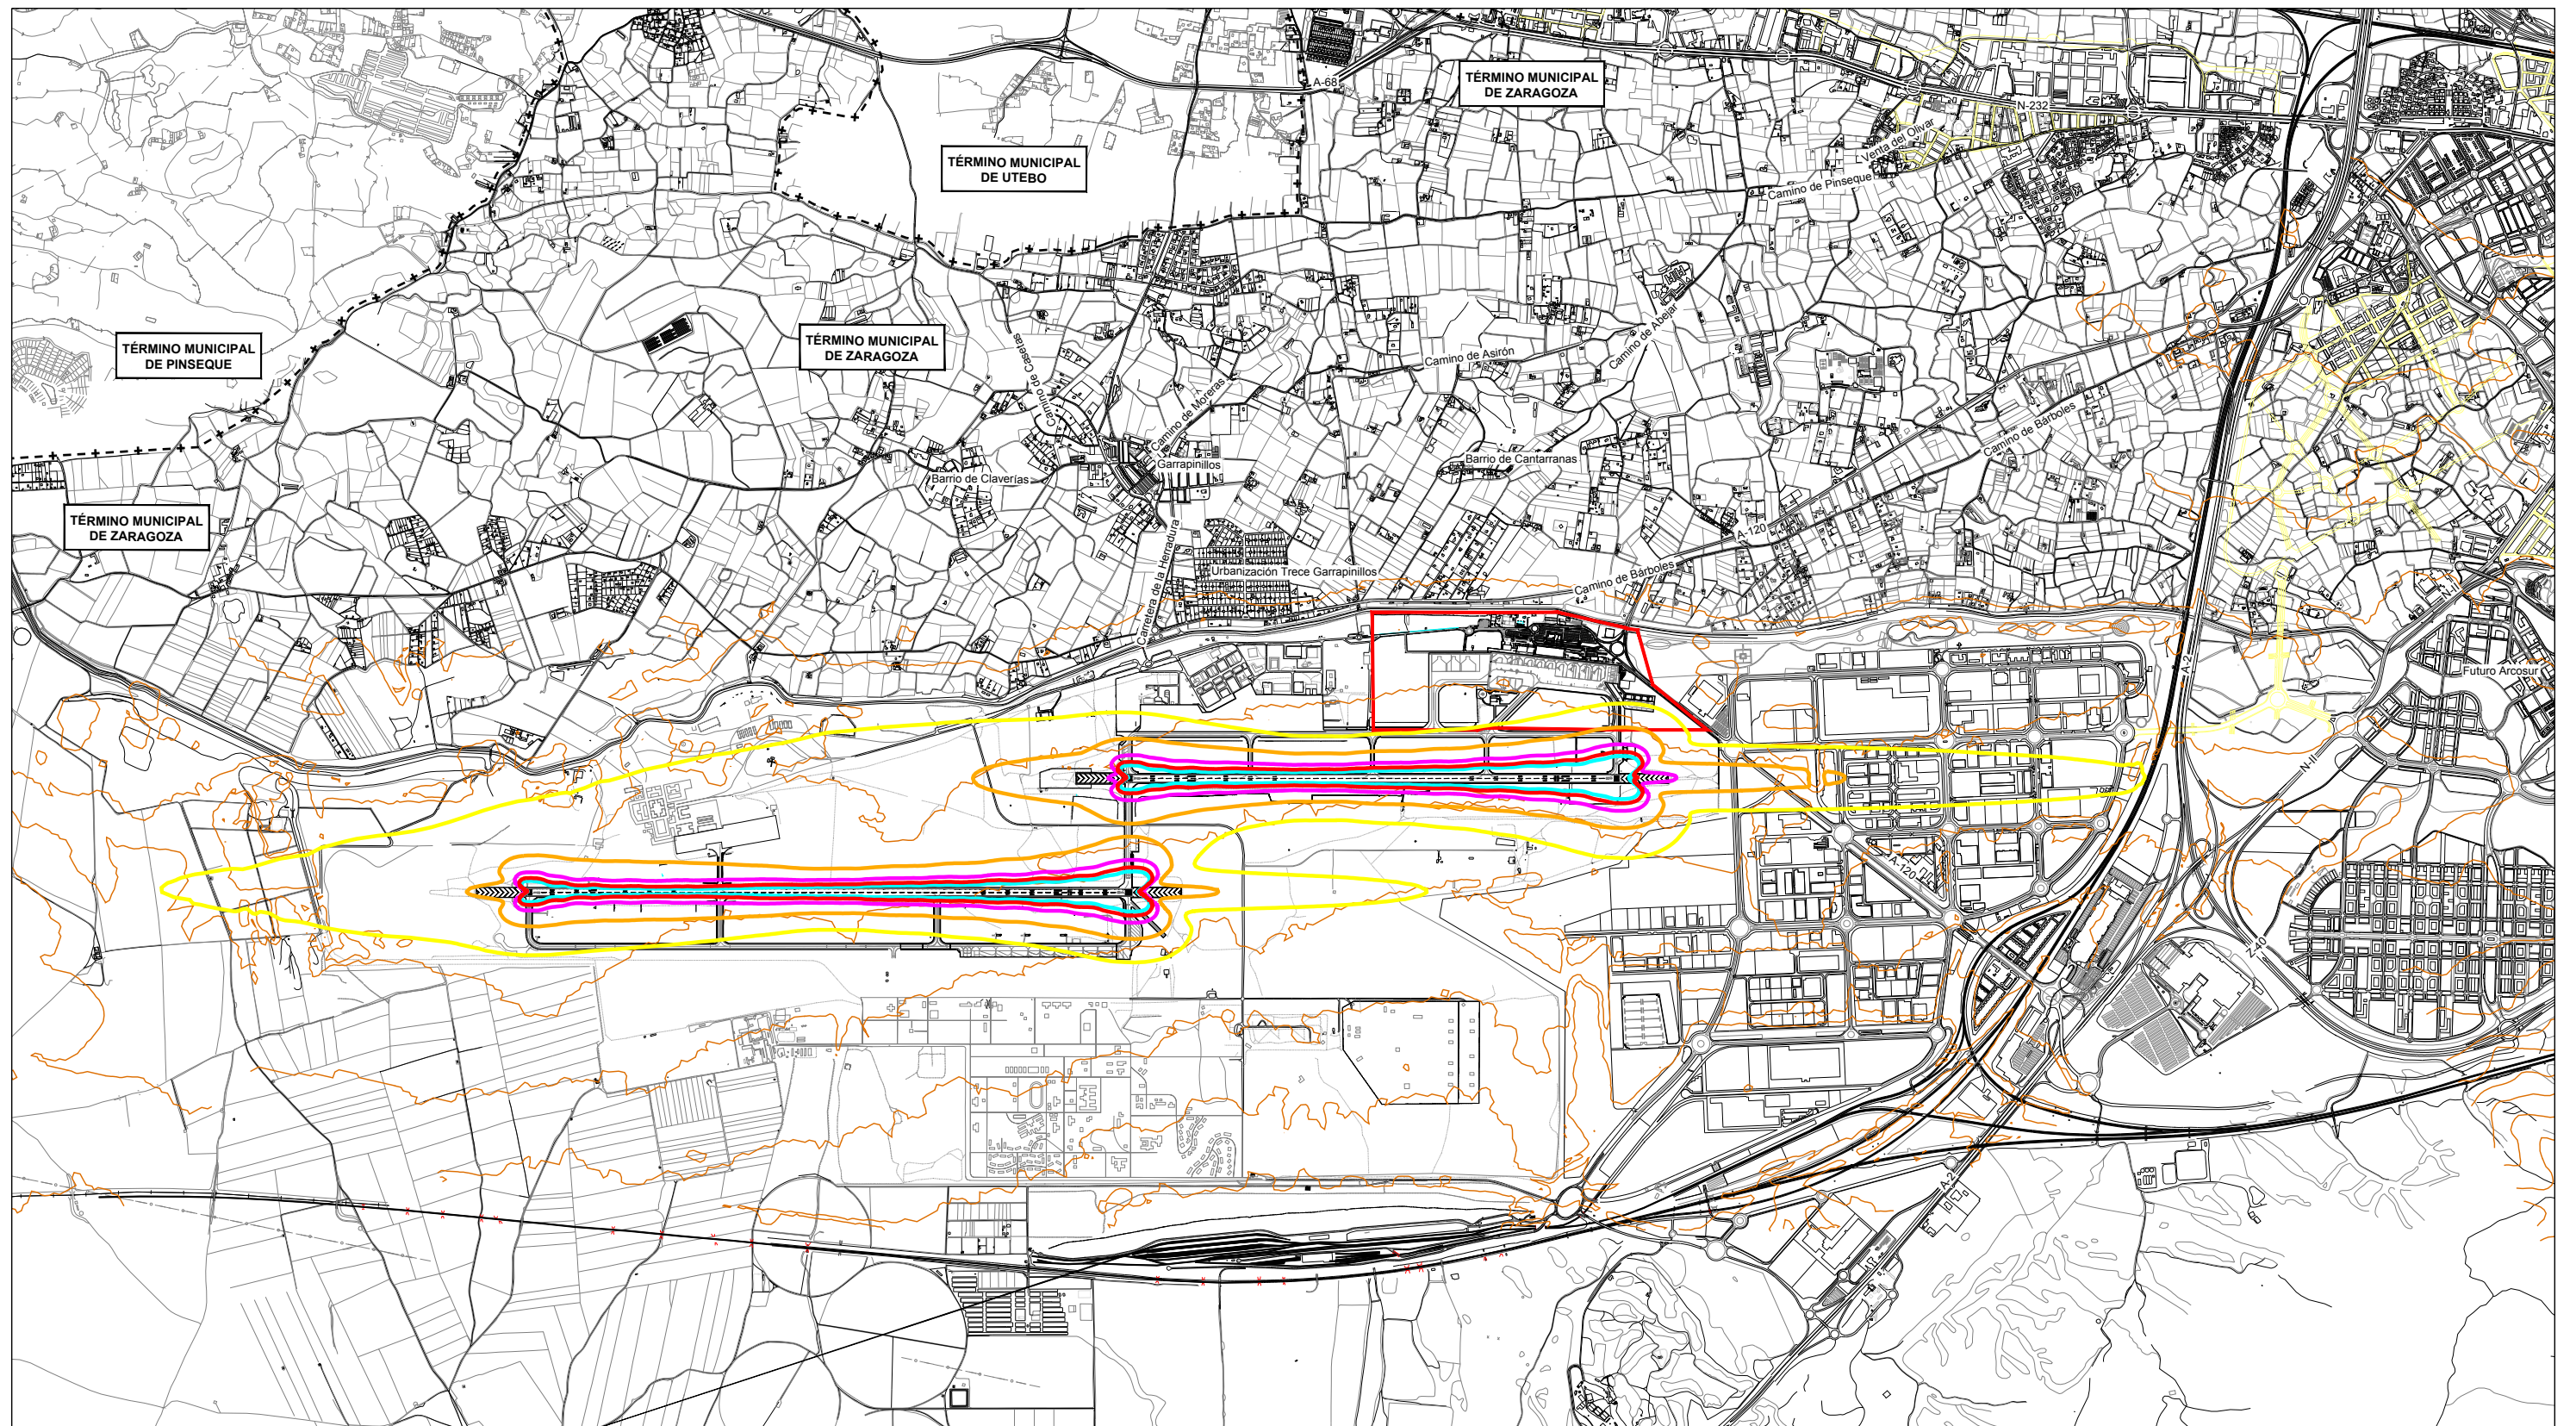 A-68
TÉRMINO MUNICIPAL
DE ZARAGOZA
N-232
TÉRMINO MUNICIPAL
DE UTEBO
Venta del Olivar
Camino de Pinseque
TÉRMINO MUNICIPAL
DE PINSEQUE
TÉRMINO MUNICIPAL
DE ZARAGOZA
Camino de Caseras
Camino de Moreras
Camino de Asirón
Camino de Abejar
Camino de Bárboles
Garrapinillos
Barrio de Claverías
Barrio de Cantarranas
TÉRMINO MUNICIPAL
DE ZARAGOZA
A-120
Carretera de la Herradura
Urbanización Trece Garrapinillos
Camino de Bárboles
N-II
A-2
Futuro Arcosur
N-II
A-120
Z-40
A-2